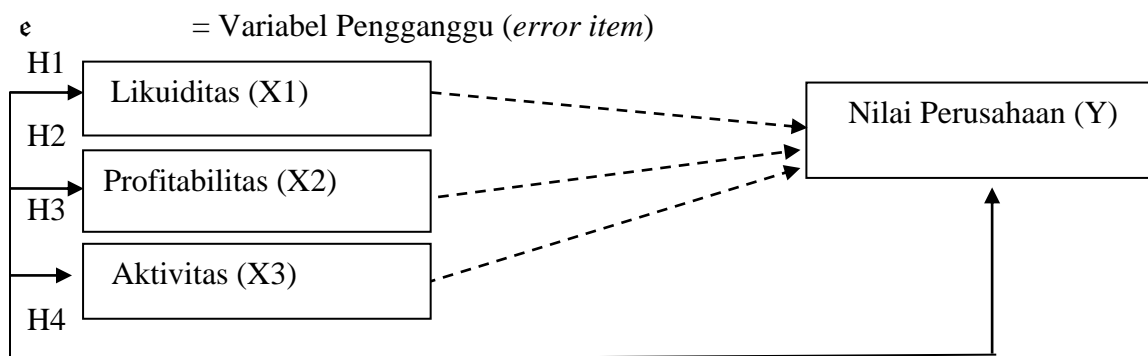 e = Variabel Pengganggu (error item)
H1
Likuiditas (X1)
Nilai Perusahaan (Y)
H2
Profitabilitas (X2)
H3
Aktivitas (X3)
H4